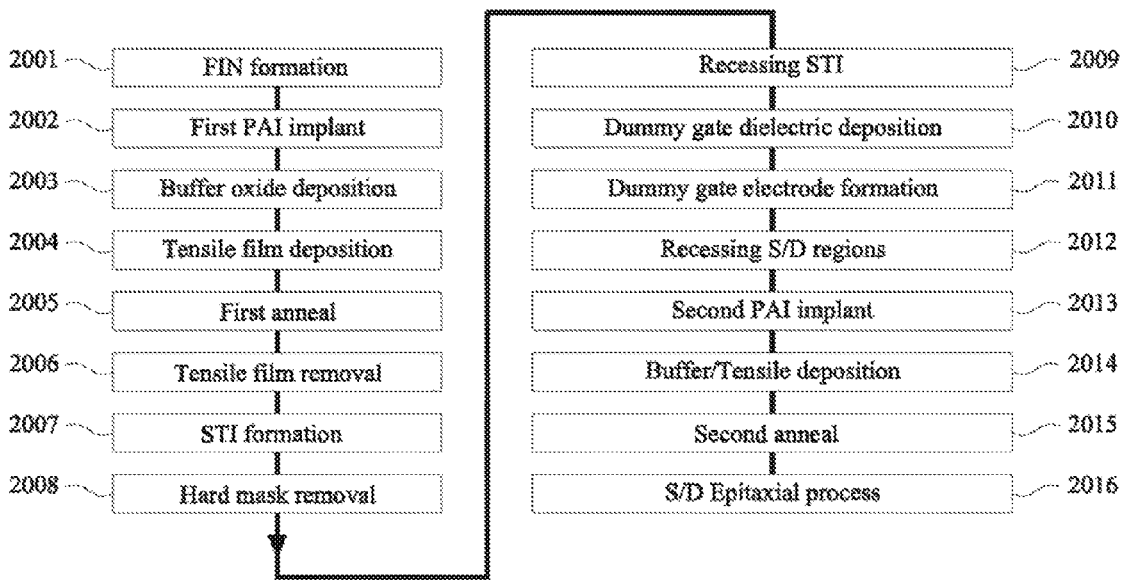 2001 FIN formation
2002 First PAI implant
2003 Buffer oxide deposition
2004 Tensile film deposition
2005 First anneal
2006 Tensile film removal
2007 STI formation
2008 Hard mask removal
Recessing STI 2009
Dummy gate dielectric deposition 2010
Dummy gate electrode formation 2011
Recessing S/D regions 2012
Second PAI implant 2013
Buffer/Tensile deposition 2014
Second anneal 2015
S/D Epitaxial process 2016